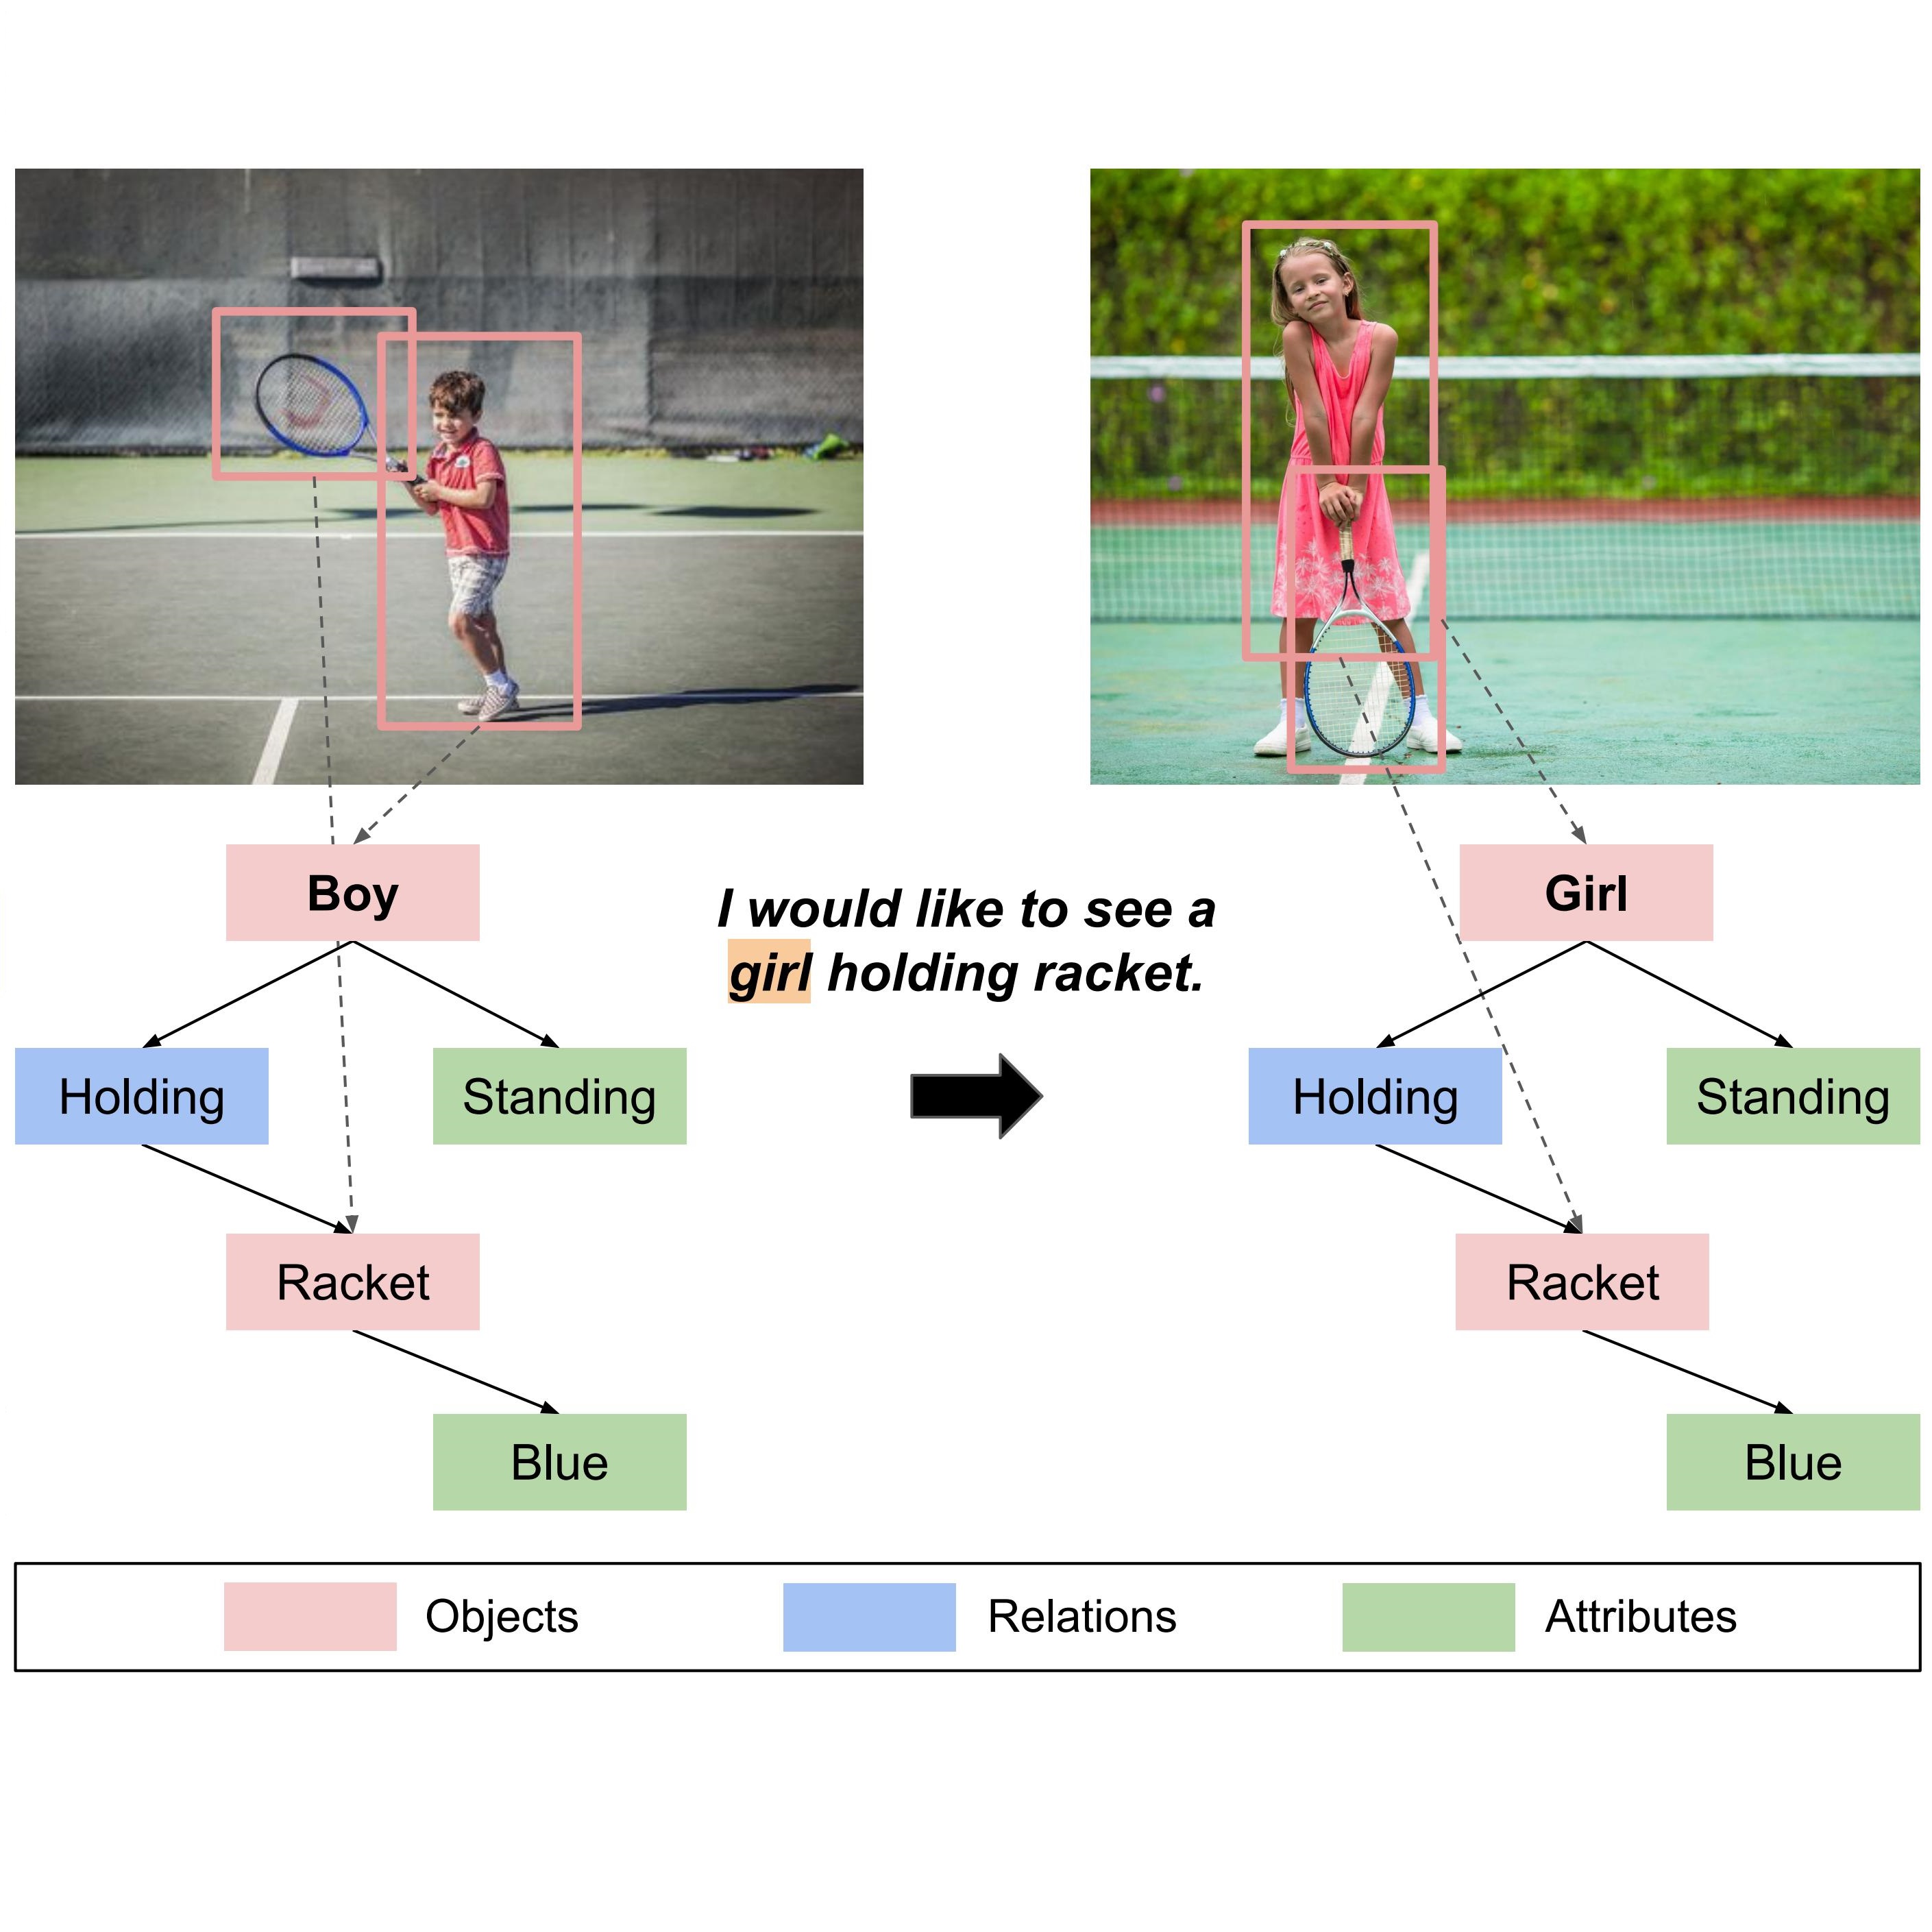 Boy
Girl
I would like to see a
girl holding racket.
Holding
Standing
Holding
Standing
Racket
Racket
Blue
Blue
Objects
Relations
Attributes